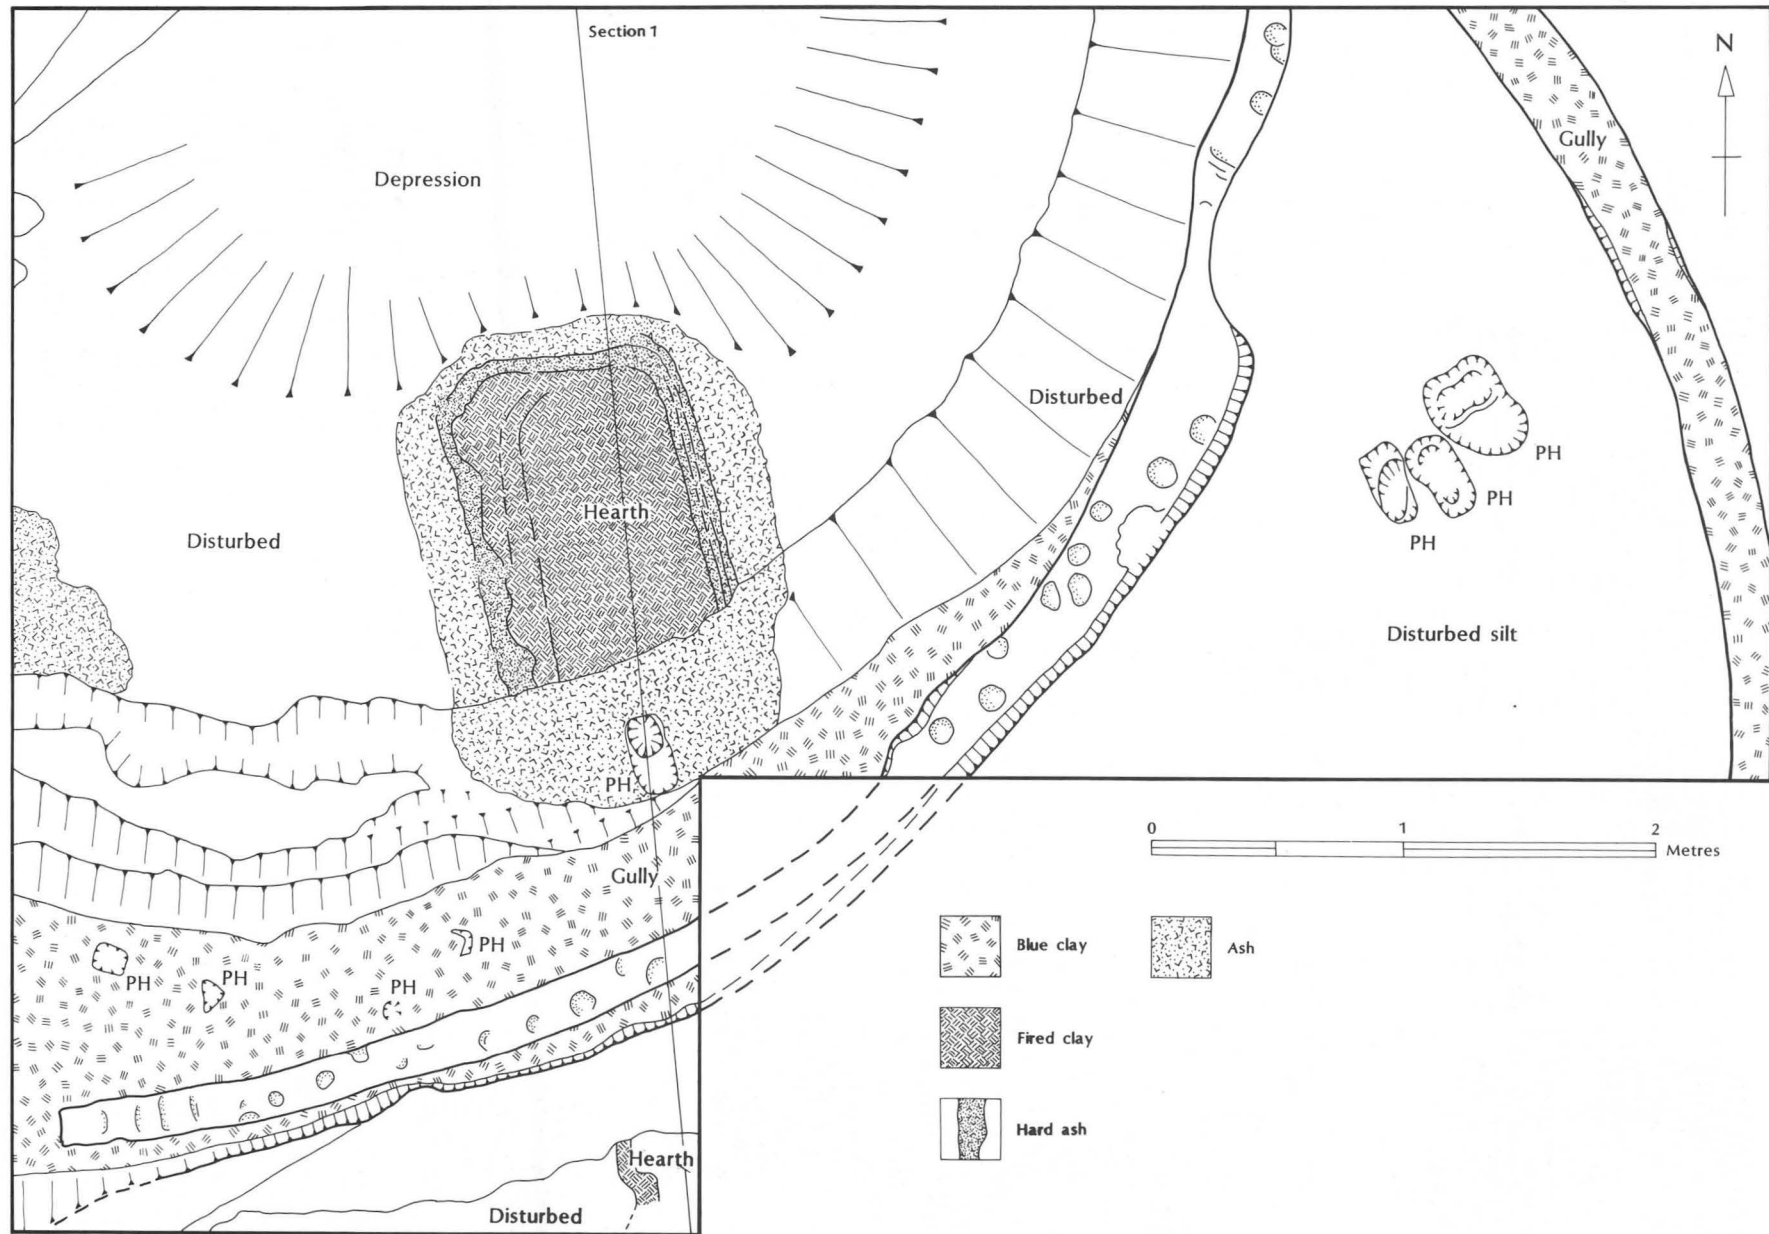 Section 1
N
Gully
Depression
Disturbed
PH
PH
Hearth
PH
Disturbed
Disturbed silt
PH
0 1 2
Metres
Gully
Blue clay
Ash
PH
PH
PH
PH
Fired clay
Hard ash
Hearth
Disturbed